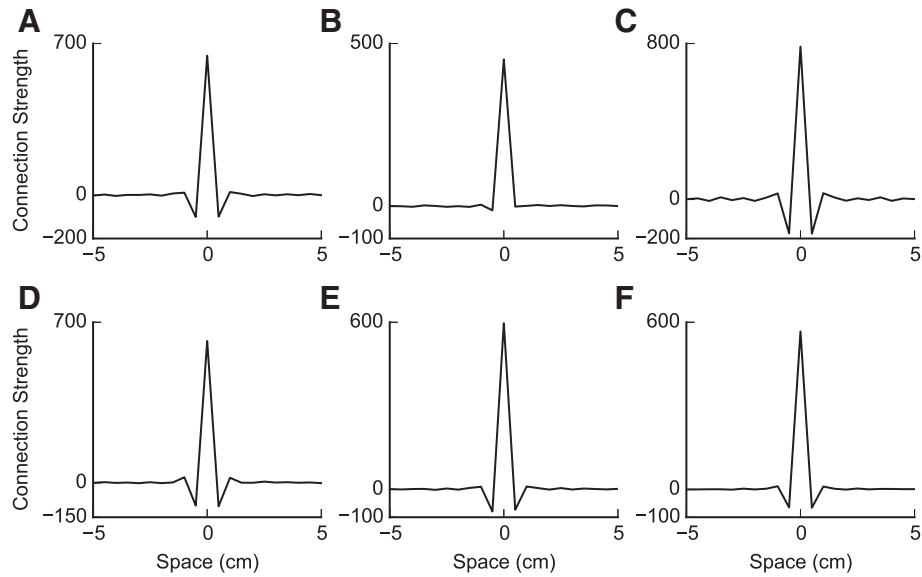 A B C
700 500 800
Connection Strength
0 0 0
−200 −100 −200
−5 0 5 −5 0 5 −5 0 5
D E F
700 600 600
Connection Strength
0 0 0
−150 −100 −100
−5 0 5 −5 0 5 −5 0 5
Space (cm) Space (cm) Space (cm)